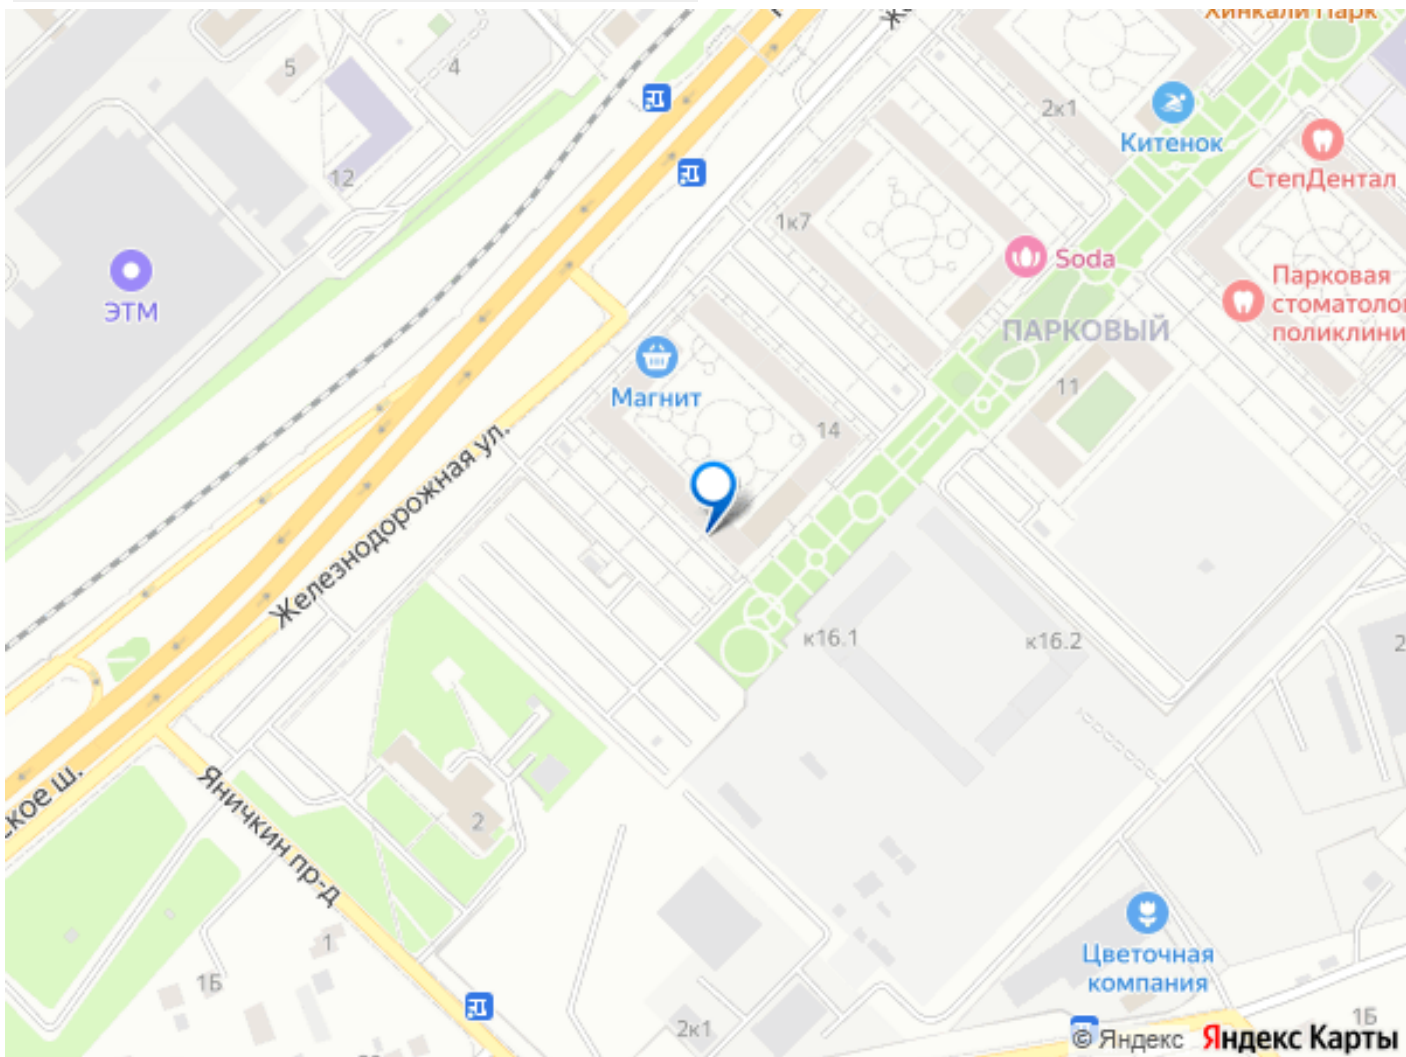 Хинкали Парк
5
4
2к1
Китенок
СтепДентал
12
1к7
Soda
ЭТМ
Парковая
стоматоло
поликлини
ПАРКОВЫЙ
Магнит
11
14
Железнодорожная ул.
к16.1
к16.2
2
ское ш.
Яничкин пр-д
2
1
1Б
Цветочная
компания
2к1
1Б
© Яндекс Яндекс Карты